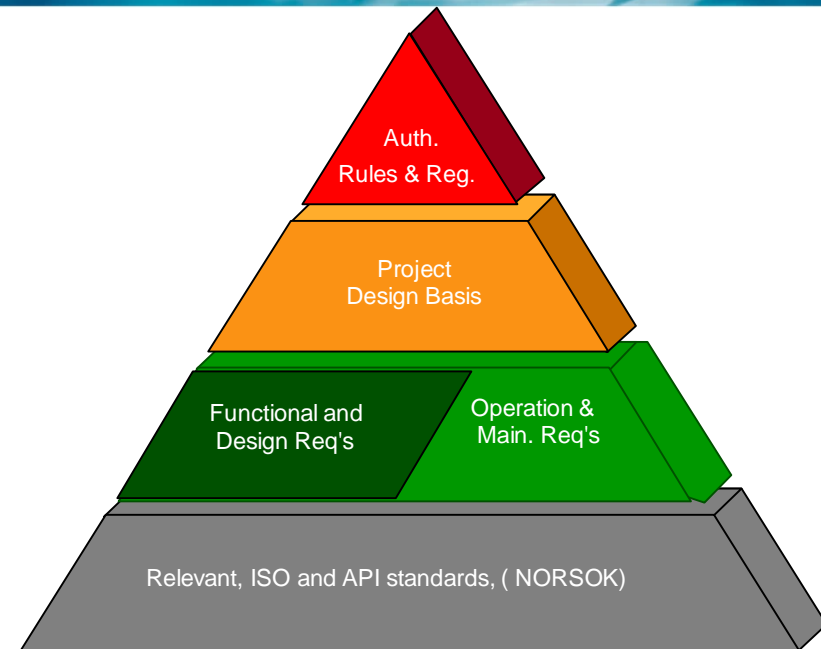 Auth.
Rules & Reg.
Project
Design Basis
Functional and
Design Req's
Operation &
Main. Req's
Relevant, ISO and API standards, ( NORSOK)